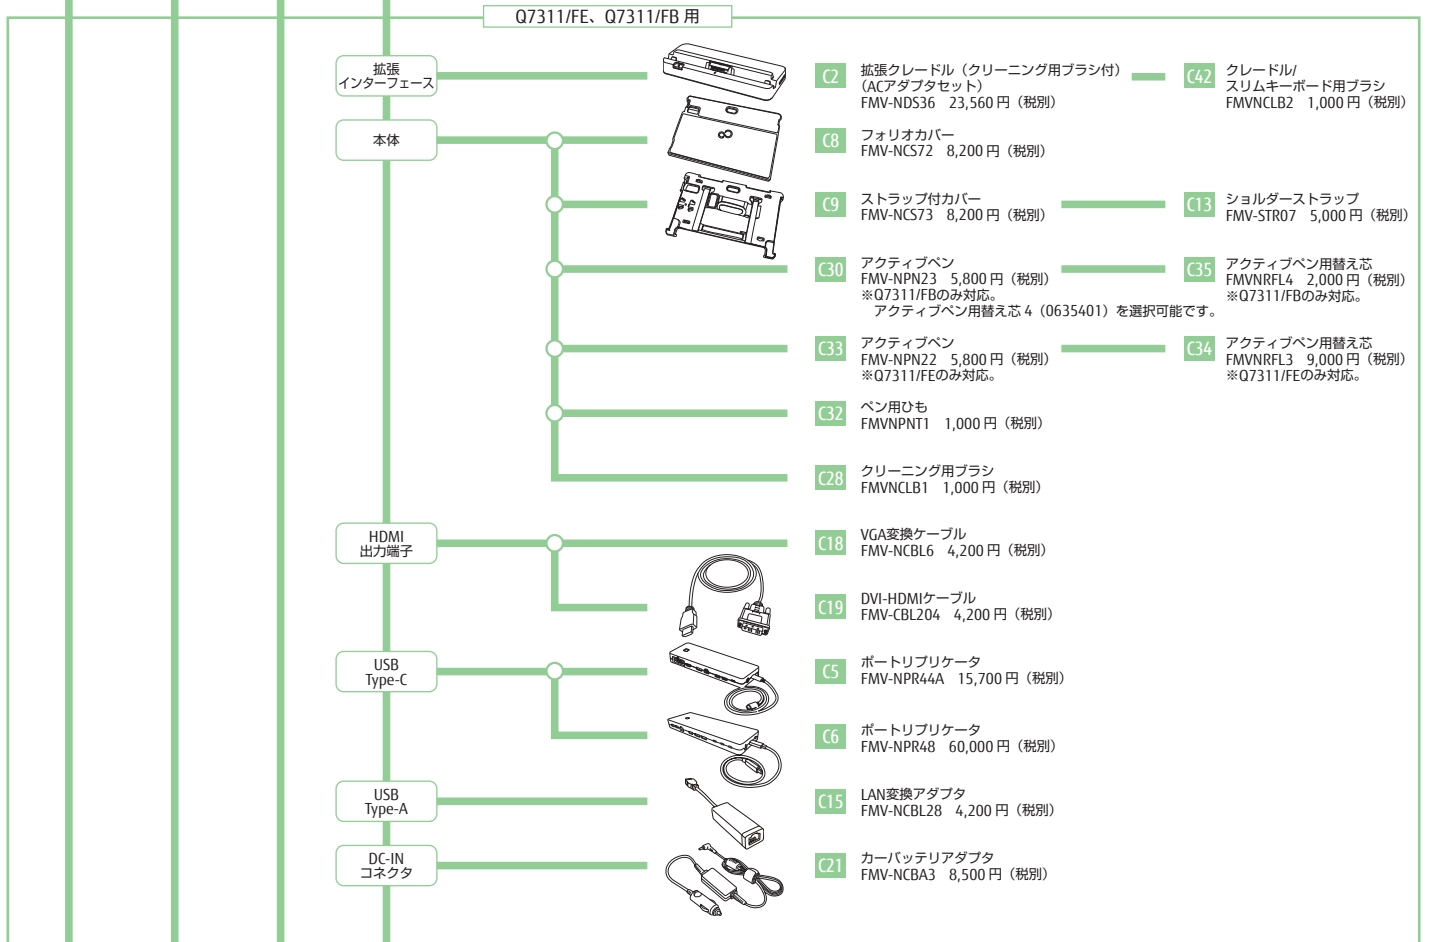 Q7311/FE、Q7311/FB 用
拡張
インターフェース
C2
拡張クレードル（クリーニング用ブラシ付）
（ACアダプタセット）
FMV-NDS36 23,560 円（税別）
C42
クレードル/
スリムキーボード用ブラシ
FMVNCLB2 1,000 円（税別）
本体
C8
フォリオカバー
FMV-NCS72 8,200 円（税別）
C9
ストラップ付カバー
FMV-NCS73 8,200 円（税別）
C13
ショルダーストラップ
FMV-STR07 5,000 円（税別）
C30
アクティブペン
FMV-NPN23 5,800 円（税別）
※Q7311/FBのみ対応。
アクティブペン用替え芯 4（0635401）を選択可能です。
C35
アクティブペン用替え芯
FMVNRFL4 2,000 円（税別）
※Q7311/FBのみ対応。
C33
アクティブペン
FMV-NPN22 5,800 円（税別）
※Q7311/FEのみ対応。
C34
アクティブペン用替え芯
FMVNRFL3 9,000 円（税別）
※Q7311/FEのみ対応。
C32
ペン用ひも
FMVNPNT1 1,000 円（税別）
C28
クリーニング用ブラシ
FMVNCLB1 1,000 円（税別）
HDMI
出力端子
C18
VGA変換ケーブル
FMV-NCBL6 4,200 円（税別）
C19
DVI-HDMIケーブル
FMV-CBL204 4,200 円（税別）
USB
Type-C
C5
ポートリプリケータ
FMV-NPR44A 15,700 円（税別）
C6
ポートリプリケータ
FMV-NPR48 60,000 円（税別）
USB
Type-A
C15
LAN変換アダプタ
FMV-NCBL28 4,200 円（税別）
DC-IN
コネクタ
C21
カーバッテリアダプタ
FMV-NCBA3 8,500 円（税別）